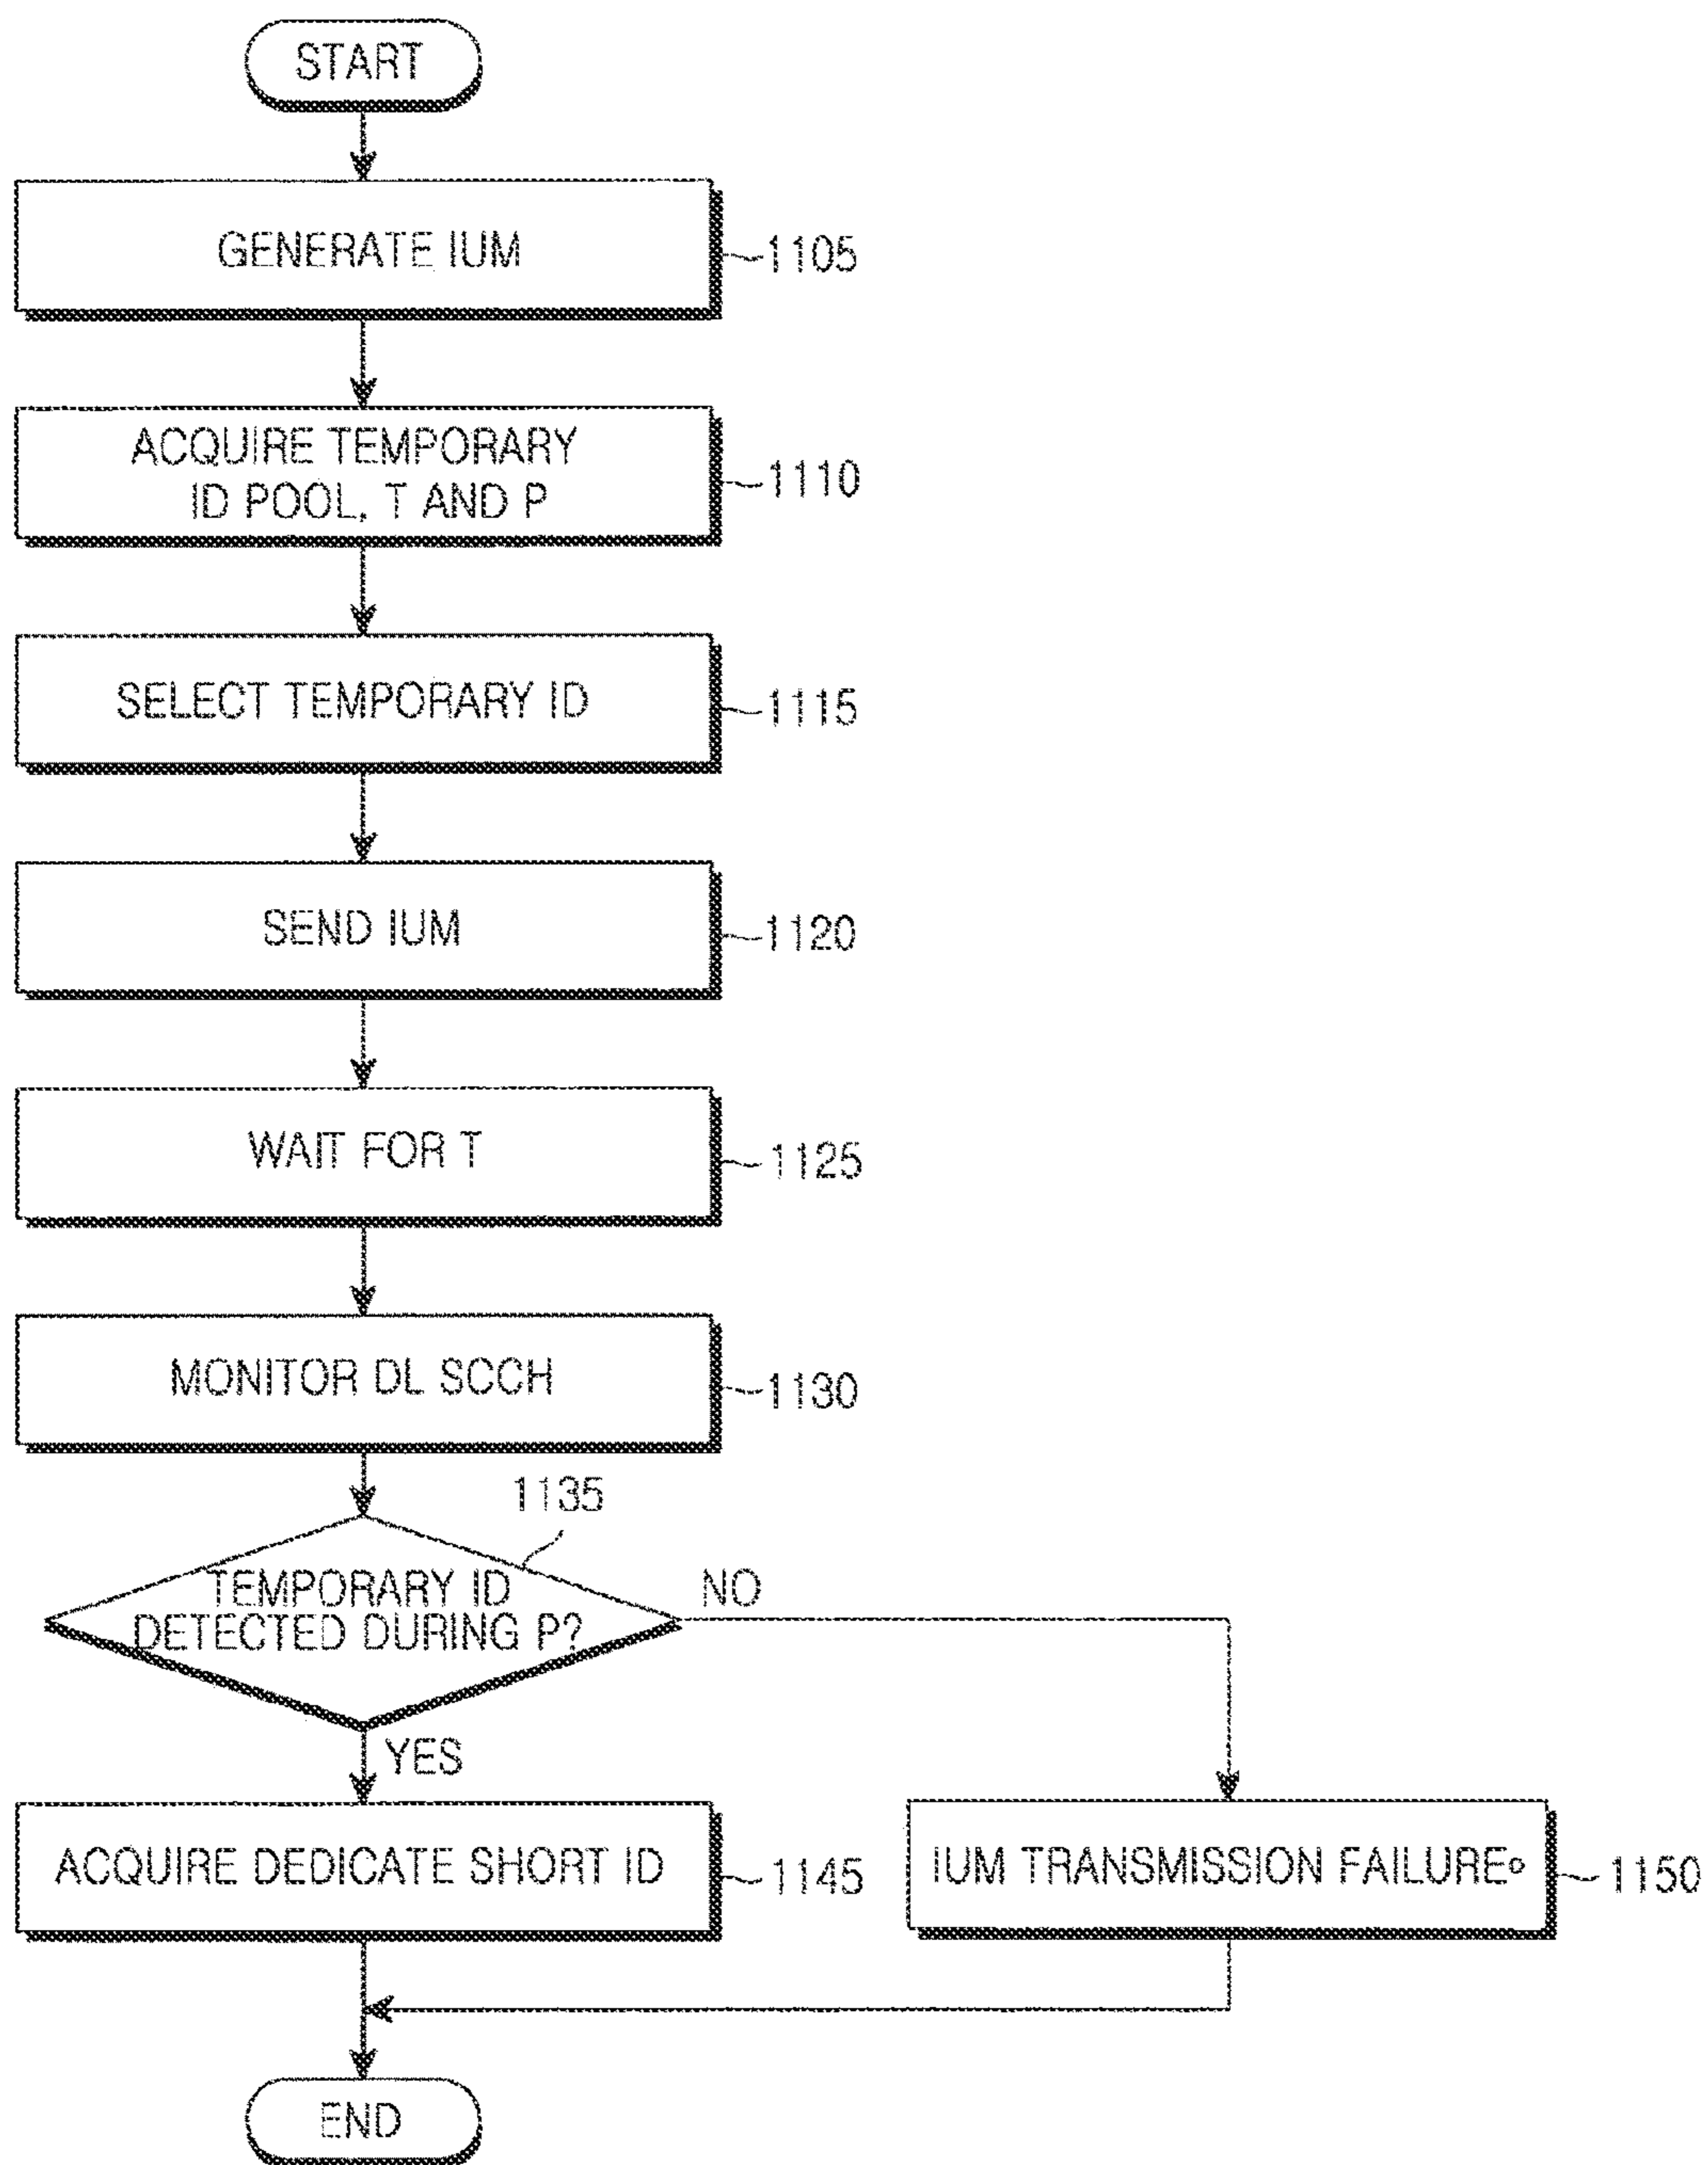 START
GENERATE IUM
1105
ACQUIRE TEMPORARY
ID POOL, T AND P
1110
SELECT TEMPORARY ID
1115
SEND IUM
1120
WAIT FOR T
1125
MONITOR DL SCCH
1130
1135
TEMPORARY ID
DETECTED DURING P?
NO
YES
ACQUIRE DEDICATE SHORT ID
1145
IUM TRANSMISSION FAILURE
1150
END